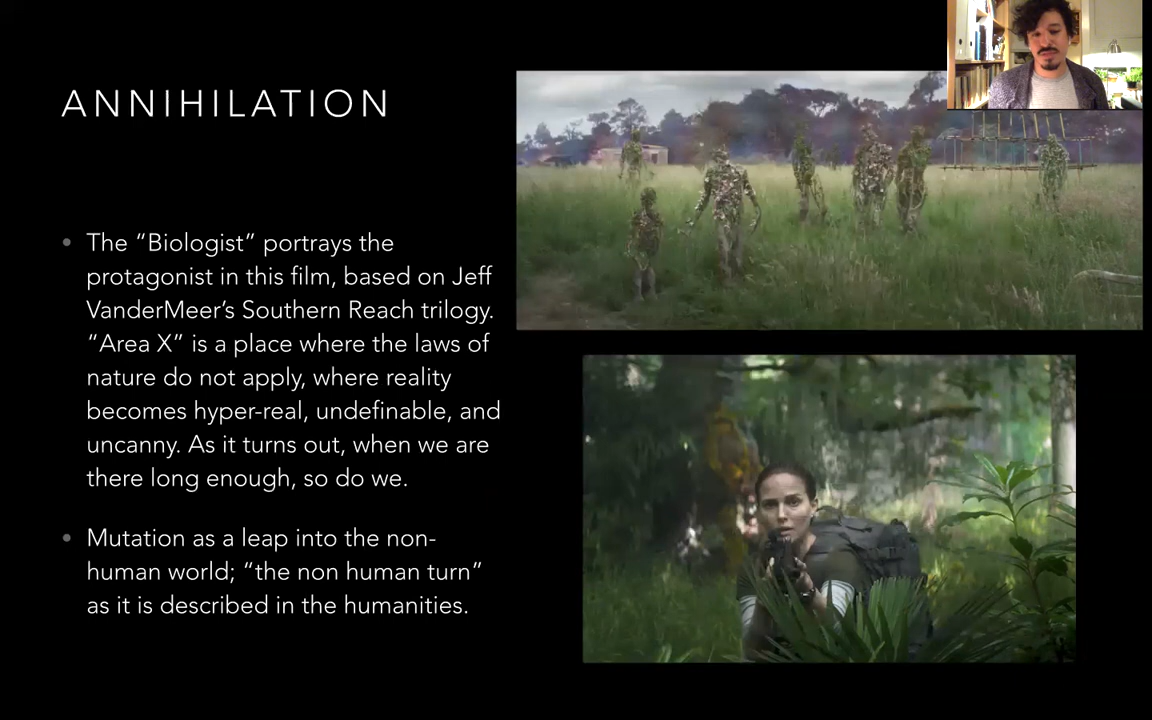 ANNIHILATION
The “Biologist” portrays the
protagonist in this film, based on Jeff
VanderMeer’s Southern Reach trilogy.
“Area X” is a place where the laws of
nature do not apply, where reality
becomes hyper-real, undefinable, and
uncanny. As it turns out, when we are
there long enough, so do we.
Mutation as a leap into the non-
human world; “the non human turn”
as it is described in the humanities.